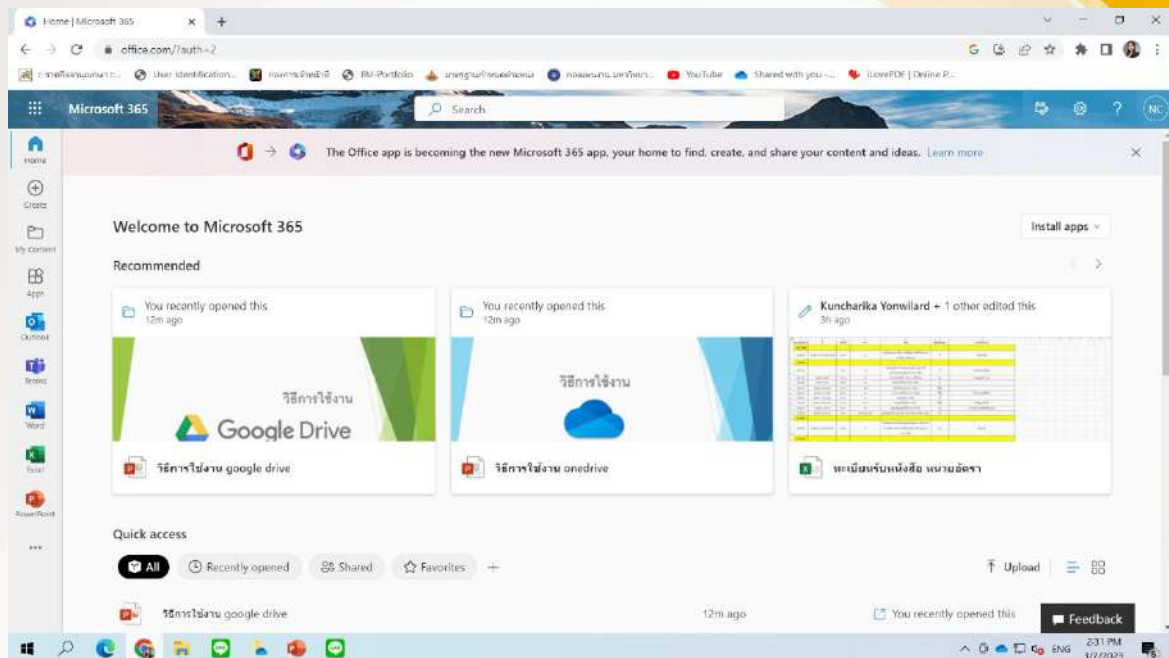 Home | Microsoft 365
office.com/?auth=2
User Identification...
RU-Portfolio
YouTube
Shared with you -...
iLovePDF | Online P...
Microsoft 365
Search
NC
Home
The Office app is becoming the new Microsoft 365 app, your home to find, create, and share your content and ideas. Learn more
Create
My Content
Apps
Outlook
Teams
Word
Excel
PowerPoint
Welcome to Microsoft 365
Install apps
Recommended
You recently opened this
12m ago
วิธีการใช้งาน
Google Drive
วิธีการใช้งาน google drive
You recently opened this
12m ago
วิธีการใช้งาน
วิธีการใช้งาน onedrive
Kuncharika Yonwilard + 1 other edited this
3h ago
ทะเบียนรับหนังสือ หน่วยอัตรา
Quick access
All
Recently opened
Shared
Favorites
Upload
วิธีการใช้งาน google drive
12m ago
You recently opened this
Feedback
ENG
2:31 PM
3/7/2023